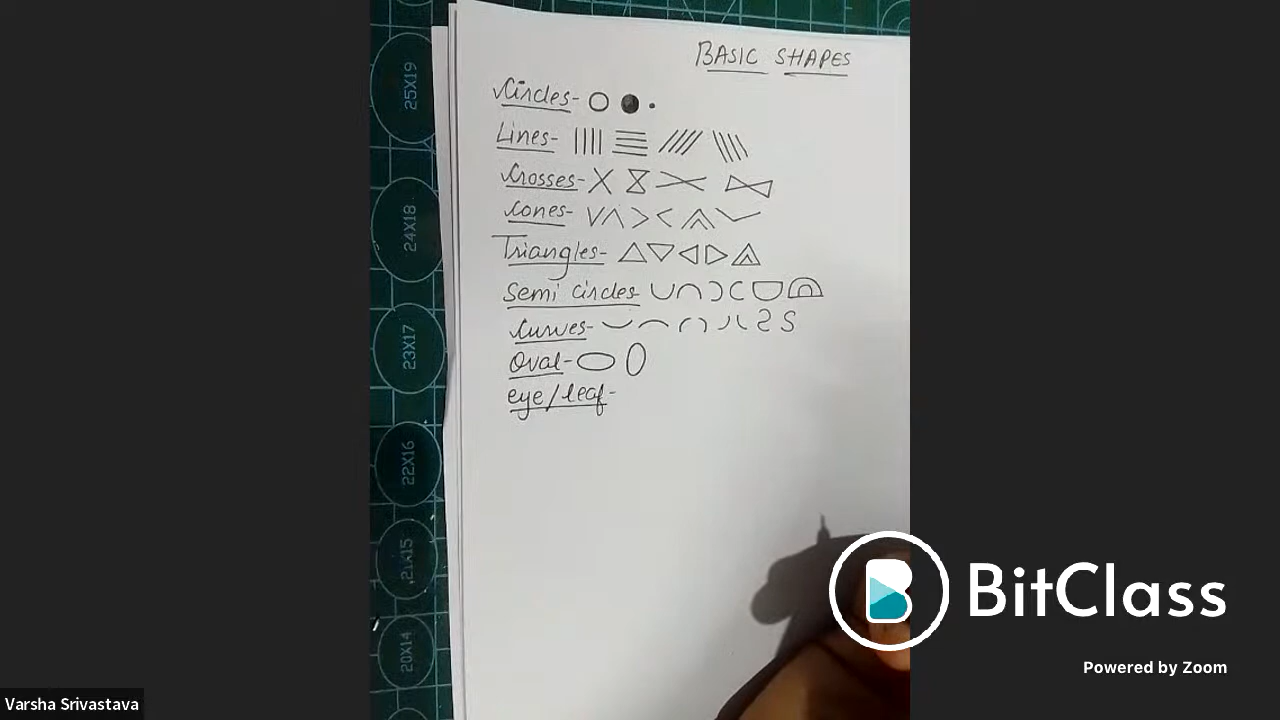 BASIC SHAPES
Circles-
Lines-
Crosses-
Cones-
Triangles-
Semi circles
Curves-
Oval-
eye/leaf-
25X19
24X18
23X17
22X16
21X15
20X14
BitClass
Powered by Zoom
Varsha Srivastava